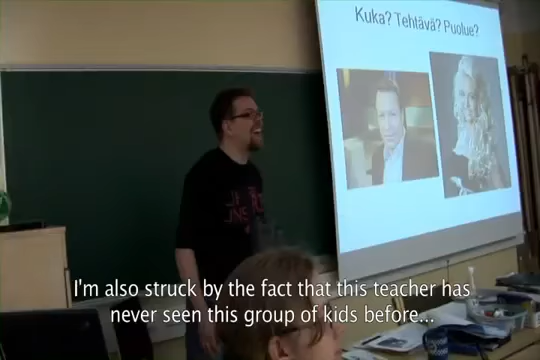 Kuka? Tehtävä? Puolue?
I'm also struck by the fact that this teacher has
never seen this group of kids before...